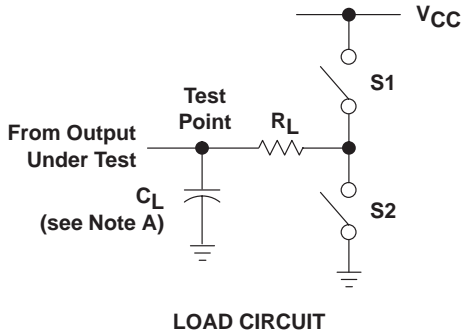 VCC
S1
Test
Point
RL
From Output
Under Test
CL
(see Note A)
S2
LOAD CIRCUIT